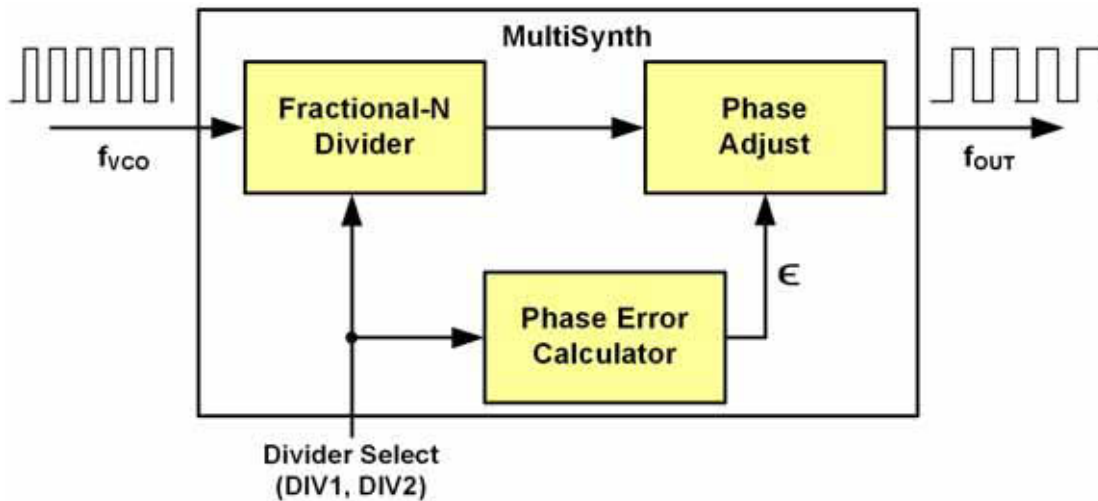 MultiSynth
Fractional-N
Divider
Phase
Adjust
fVCO
fOUT
ϵ
Phase Error
Calculator
Divider Select
(DIV1, DIV2)